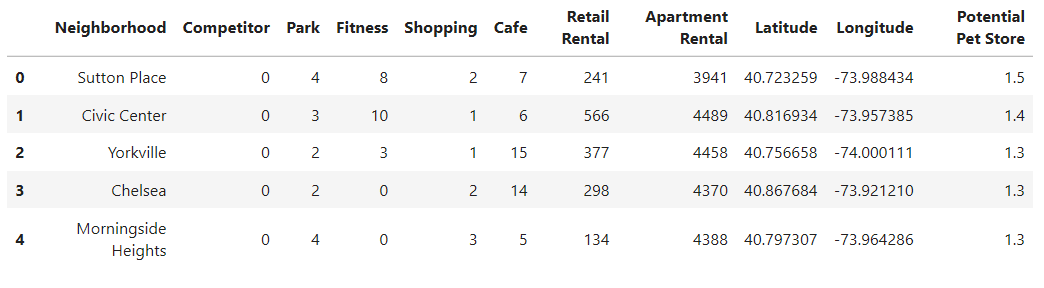 Neighborhood Competitor Park Fitness Shopping Cafe Retail Rental Apartment Rental Latitude Longitude Potential Pet Store
0 Sutton Place 0 4 8 2 7 241 3941 40.723259 -73.988434 1.5
1 Civic Center 0 3 10 1 6 566 4489 40.816934 -73.957385 1.4
2 Yorkville 0 2 3 1 15 377 4458 40.756658 -74.000111 1.3
3 Chelsea 0 2 0 2 14 298 4370 40.867684 -73.921210 1.3
4 Morningside Heights 0 4 0 3 5 134 4388 40.797307 -73.964286 1.3